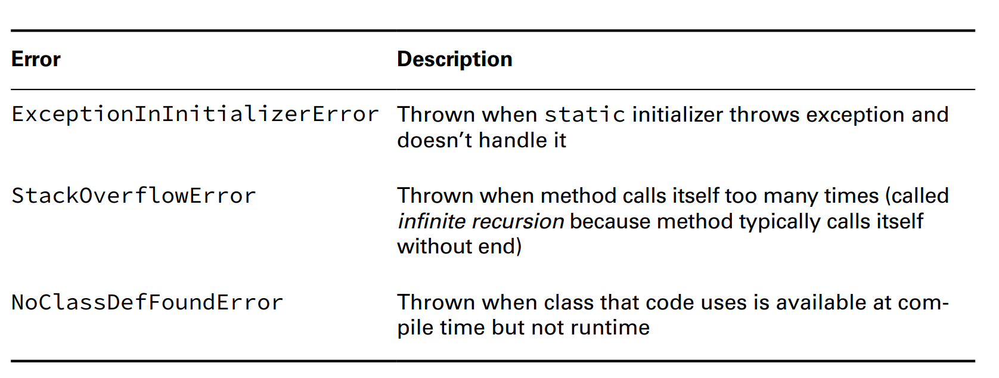 Error Description
ExceptionInInitializerError Thrown when static initializer throws exception and
doesn’t handle it
StackOverflowError Thrown when method calls itself too many times (called
infinite recursion because method typically calls itself
without end)
NoClassDefFoundError Thrown when class that code uses is available at com-
pile time but not runtime